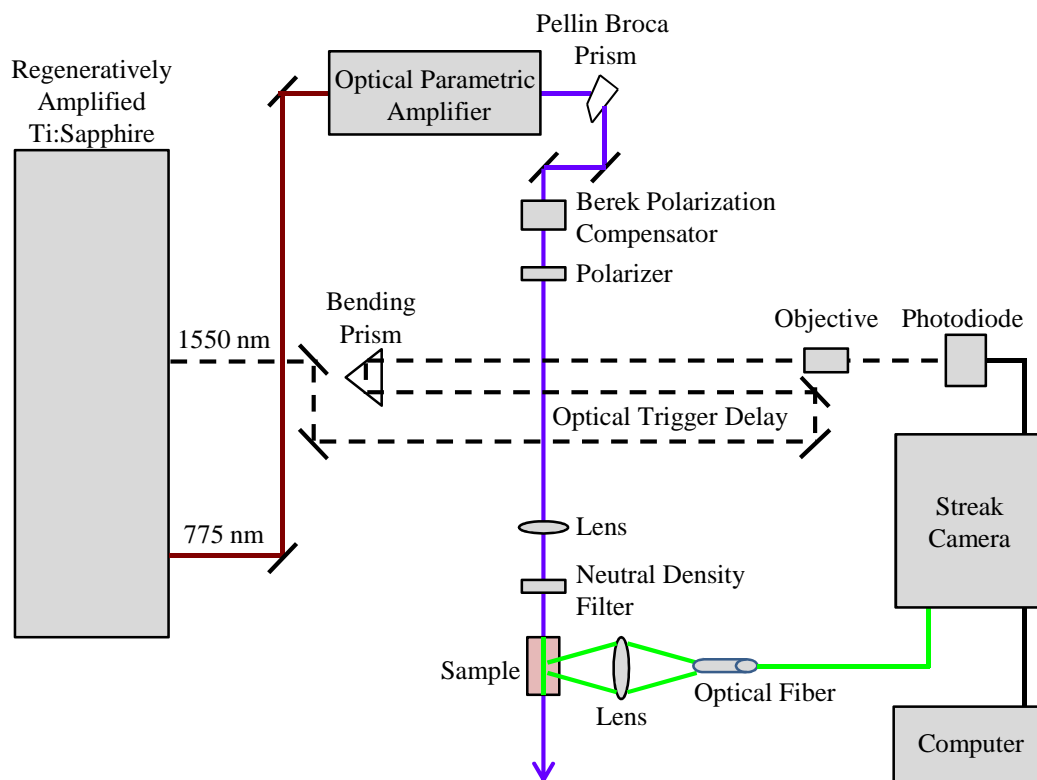 Pellin Broca
Prism
Regeneratively
Amplified
Ti:Sapphire
Optical Parametric
Amplifier
Berek Polarization
Compensator
Polarizer
Bending
Prism
1550 nm
Objective
Photodiode
Optical Trigger Delay
775 nm
Lens
Streak
Camera
Neutral Density
Filter
Sample
Lens
Optical Fiber
Computer